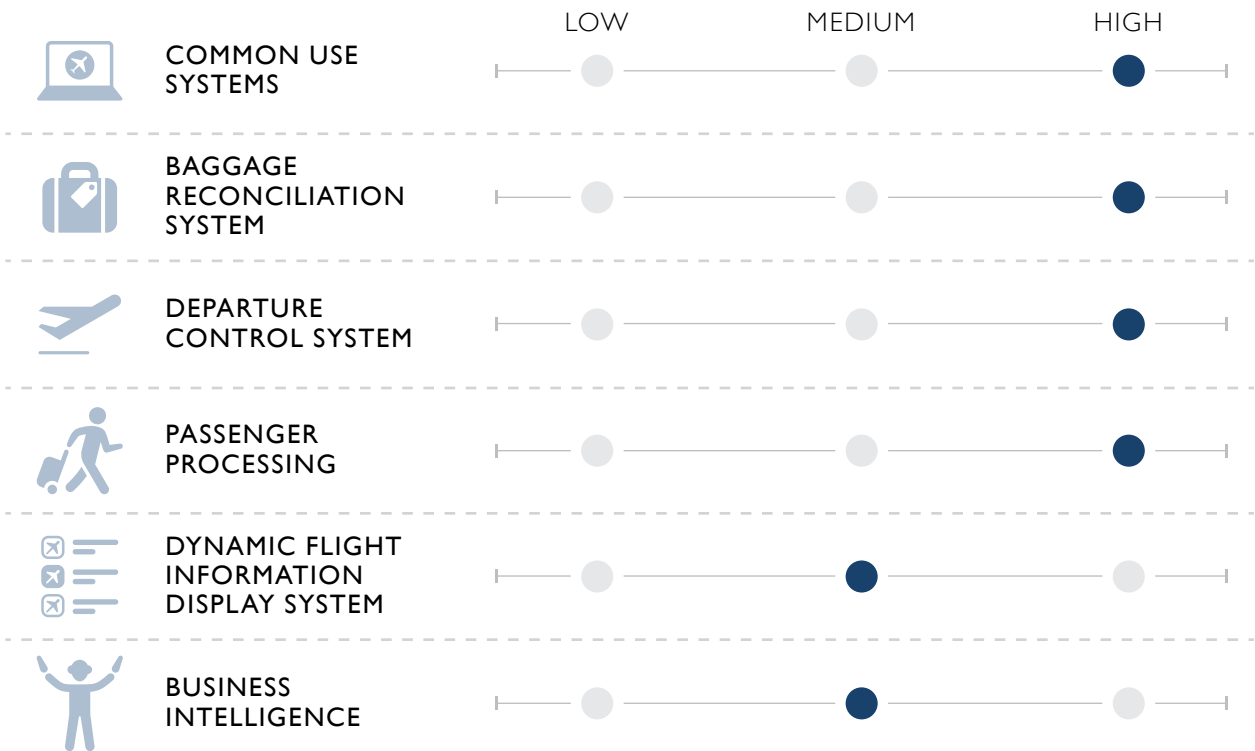 LOW MEDIUM HIGH
COMMON USE
SYSTEMS
BAGGAGE
RECONCILIATION
SYSTEM
DEPARTURE
CONTROL SYSTEM
PASSENGER
PROCESSING
DYNAMIC FLIGHT
INFORMATION
DISPLAY SYSTEM
BUSINESS
INTELLIGENCE